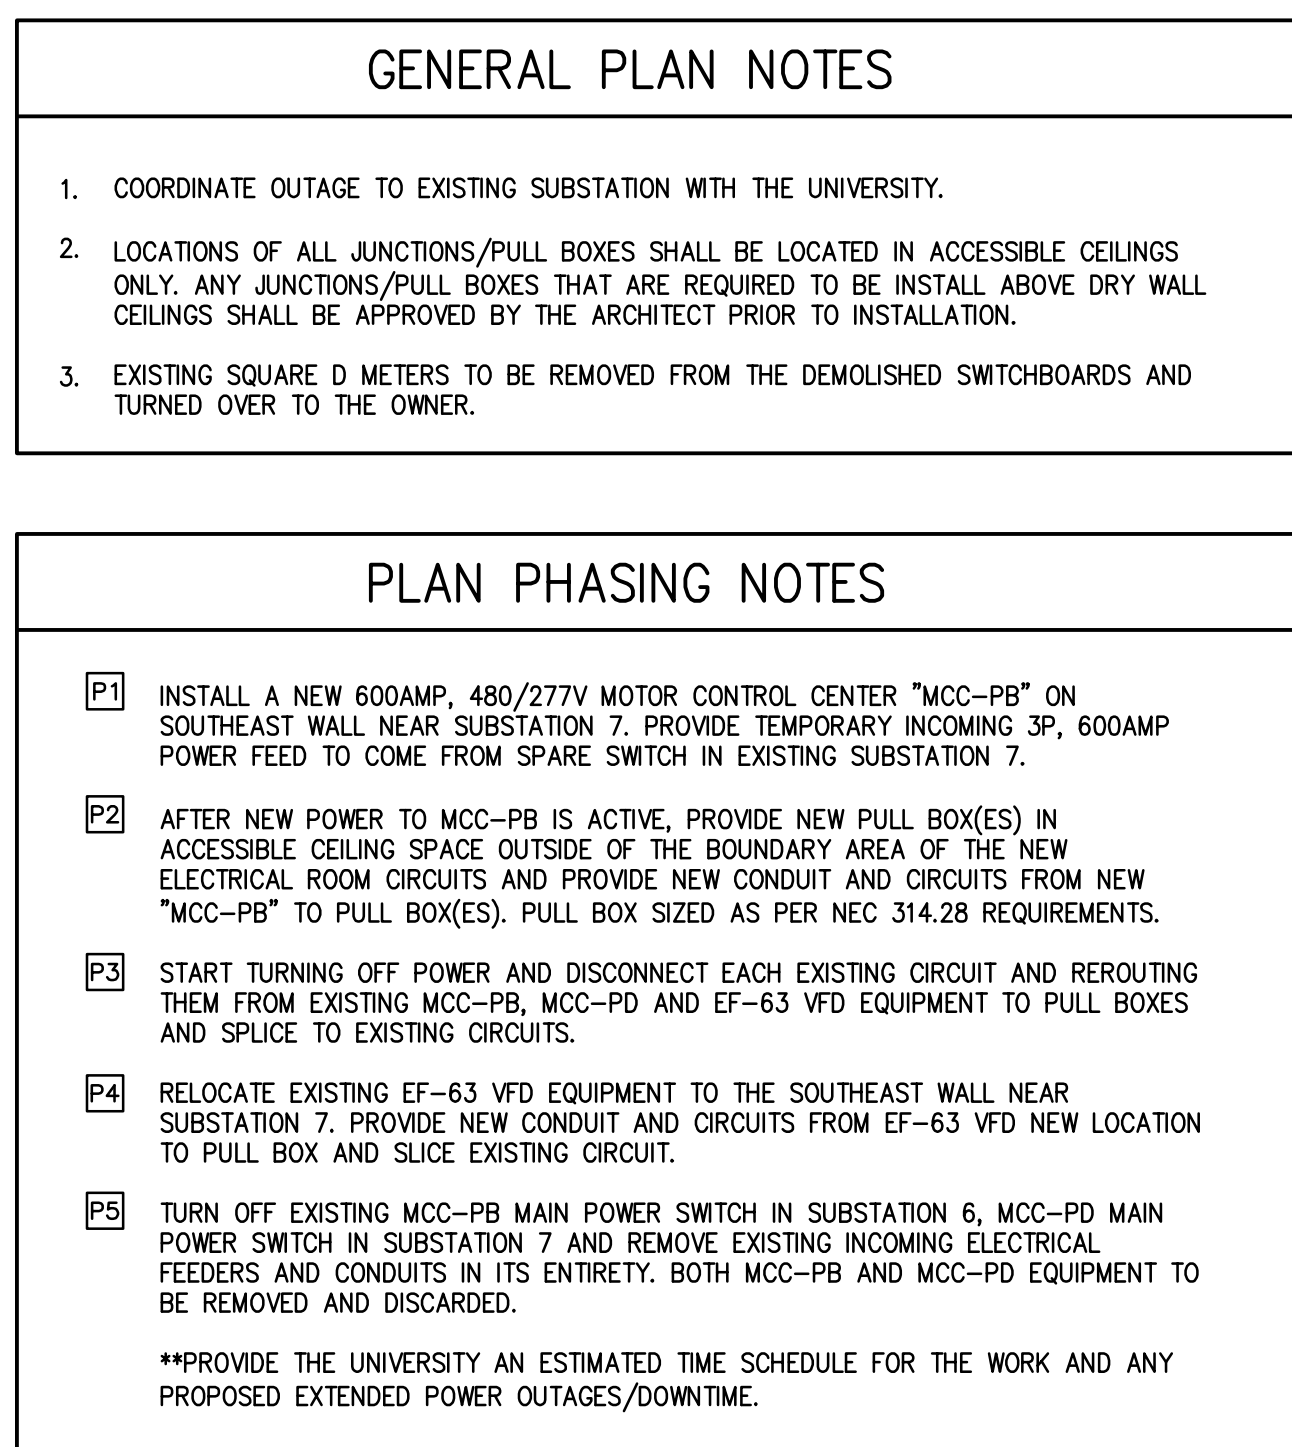 GENERAL PLAN NOTES
1. COORDINATE OUTAGE TO EXISTING SUBSTATION WITH THE UNIVERSITY.
2. LOCATIONS OF ALL JUNCTIONS/PULL BOXES SHALL BE LOCATED IN ACCESSIBLE CEILINGS
ONLY. ANY JUNCTIONS/PULL BOXES THAT ARE REQUIRED TO BE INSTALL ABOVE DRY WALL
CEILINGS SHALL BE APPROVED BY THE ARCHITECT PRIOR TO INSTALLATION.
3. EXISTING SQUARE D METERS TO BE REMOVED FROM THE DEMOLISHED SWITCHBOARDS AND
TURNED OVER TO THE OWNER.
PLAN PHASING NOTES
P1 INSTALL A NEW 600AMP, 480/277V MOTOR CONTROL CENTER "MCC-PB" ON
SOUTHEAST WALL NEAR SUBSTATION 7. PROVIDE TEMPORARY INCOMING 3P, 600AMP
POWER FEED TO COME FROM SPARE SWITCH IN EXISTING SUBSTATION 7.
P2 AFTER NEW POWER TO MCC-PB IS ACTIVE, PROVIDE NEW PULL BOX(ES) IN
ACCESSIBLE CEILING SPACE OUTSIDE OF THE BOUNDARY AREA OF THE NEW
ELECTRICAL ROOM CIRCUITS AND PROVIDE NEW CONDUIT AND CIRCUITS FROM NEW
"MCC-PB" TO PULL BOX(ES). PULL BOX SIZED AS PER NEC 314.28 REQUIREMENTS.
P3 START TURNING OFF POWER AND DISCONNECT EACH EXISTING CIRCUIT AND REROUTING
THEM FROM EXISTING MCC-PB, MCC-PD AND EF-63 VFD EQUIPMENT TO PULL BOXES
AND SPLICE TO EXISTING CIRCUITS.
P4 RELOCATE EXISTING EF-63 VFD EQUIPMENT TO THE SOUTHEAST WALL NEAR
SUBSTATION 7. PROVIDE NEW CONDUIT AND CIRCUITS FROM EF-63 VFD NEW LOCATION
TO PULL BOX AND SLICE EXISTING CIRCUIT.
P5 TURN OFF EXISTING MCC-PB MAIN POWER SWITCH IN SUBSTATION 6, MCC-PD MAIN
POWER SWITCH IN SUBSTATION 7 AND REMOVE EXISTING INCOMING ELECTRICAL
FEEDERS AND CONDUITS IN ITS ENTIRETY. BOTH MCC-PB AND MCC-PD EQUIPMENT TO
BE REMOVED AND DISCARDED.
**PROVIDE THE UNIVERSITY AN ESTIMATED TIME SCHEDULE FOR THE WORK AND ANY
PROPOSED EXTENDED POWER OUTAGES/DOWNTIME.